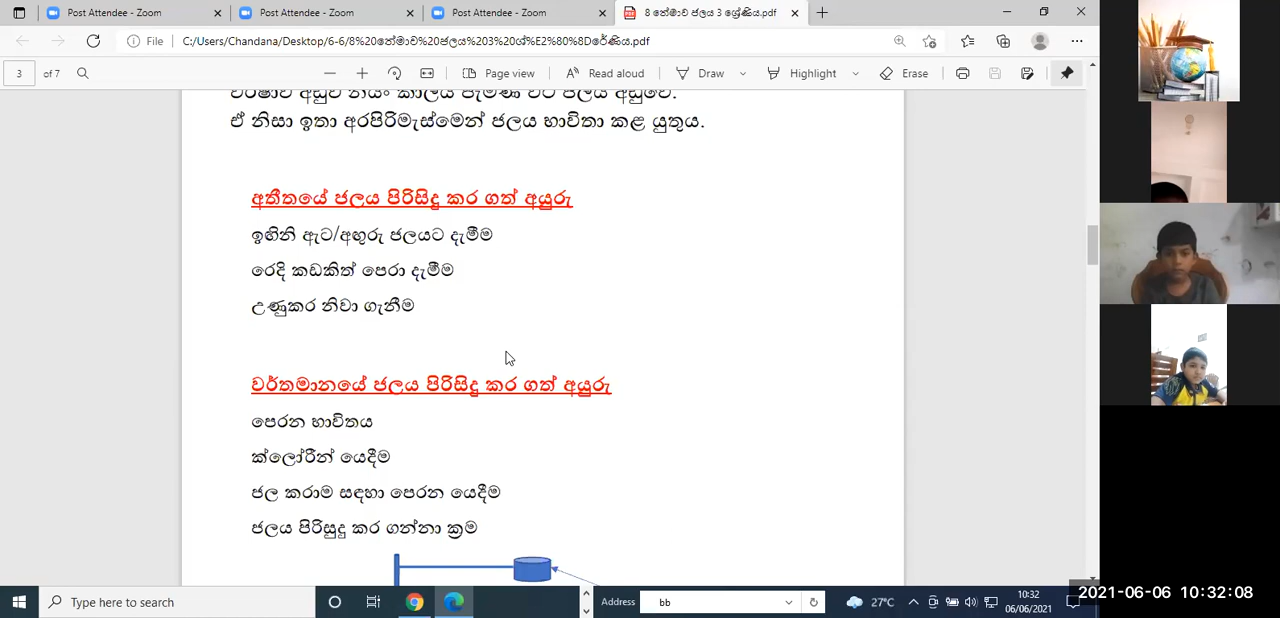 Post Attendee - Zoom
Post Attendee - Zoom
Post Attendee - Zoom
8 තේමාව ජලය 3 ශ්‍රේණිය.pdf
File
C:/Users/Chandana/Desktop/6-6/8%20තේමාව%20ජලය%203%20ශ්%E2%80%8Dරේණිය.pdf
3 of 7
Page view
Read aloud
Draw
Highlight
Erase
ඒ නිසා ඉතා අරපිරිමැස්මෙන් ජලය භාවිතා කළ යුතුය.
අතීතයේ ජලය පිරිසිදු කර ගත් අයුරු
ඉඟිනි ඇට/අඟුරු ජලයට දැමීම
රෙදි කඩකිත් පෙරා දැමීම
උණුකර නිවා ගැනීම
වර්තමානයේ ජලය පිරිසිදු කර ගත් අයුරු
පෙරන භාවිතය
ක්ලෝරීන් යෙදීම
ජල කරාම සඳහා පෙරන යෙදීම
ජලය පිරිසුදු කර ගන්නා ක්‍රම
Type here to search
Address
bb
27°C
10:32
06/06/2021
2021-06-06 10:32:08